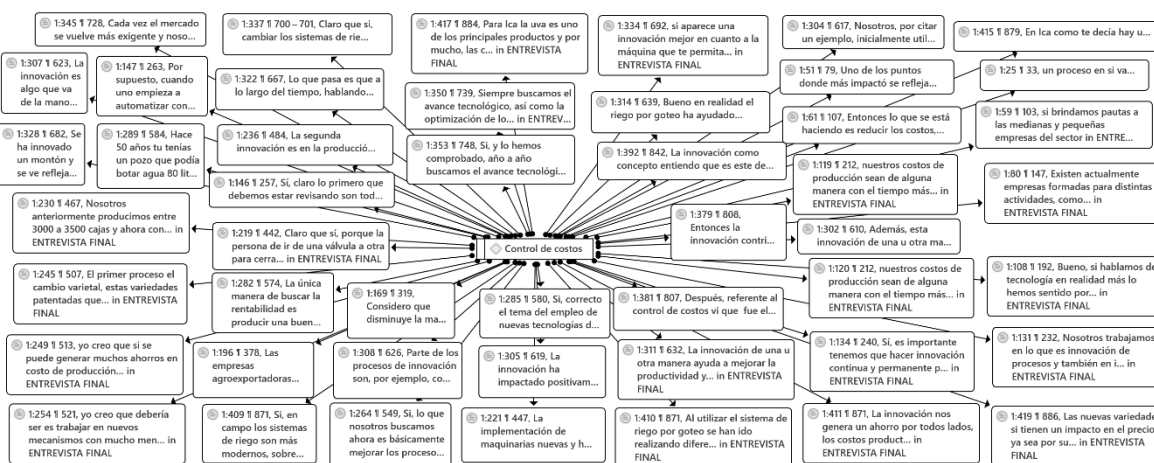 1:345 ¶ 728, Cada vez el mercado
se vuelve más exigente y noso...
1:337 ¶ 700 – 701, Claro que si,
cambiar los sistemas de rie...
1:417 ¶ 884, Para Ica la uva es uno
de los principales productos y por
mucho, las c... in ENTREVISTA
FINAL
1:334 ¶ 692, si aparece una
innovación mejor en cuanto a la
máquina que te permita... in
ENTREVISTA FINAL
1:304 ¶ 617, Nosotros, por citar
un ejemplo, inicialmente util...
1:415 ¶ 879, En Ica como te decía hay u...
1:307 ¶ 623, La
innovación es
algo que va
de la mano...
1:147 ¶ 263, Por
supuesto, cuando
uno empieza a
automatizar con...
1:322 ¶ 667, Lo que pasa es que a
lo largo del tiempo, hablando...
1:350 ¶ 739, Siempre buscamos el
avance tecnológico, así como la
optimización de lo... in ENTREV...
1:314 ¶ 639, Bueno en realidad el
riego por goteo ha ayudado...
1:51 ¶ 79, Uno de los puntos
donde más impactó se refleja...
1:25 ¶ 33, un proceso en si va...
1:328 ¶ 682, Se
ha innovado
un montón y
se ve refleja...
1:289 ¶ 584, Hace
50 años tu tenías
un pozo que podía
botar agua 80 lit...
1:236 ¶ 484, La segunda
innovación es en la producció...
1:353 ¶ 748, Si, y lo hemos
comprobado, año a año
buscamos el avance tecnológi...
1:392 ¶ 842, La innovación como
concepto entiendo que es este de...
1:61 ¶ 107, Entonces lo que se está
haciendo es reducir los costos,...
1:59 ¶ 103, si brindamos pautas a
las medianas y pequeñas
empresas del sector in ENTRE...
1:146 ¶ 257, Si, claro lo primero que
debemos estar revisando son tod...
1:119 ¶ 212, nuestros costos de
producción sean de alguna
manera con el tiempo más... in
ENTREVISTA FINAL
1:80 ¶ 147, Existen actualmente
empresas formadas para distintas
actividades, como... in
ENTREVISTA FINAL
1:230 ¶ 467, Nosotros
anteriormente producimos entre
3000 a 3500 cajas y ahora con... in
ENTREVISTA FINAL
1:219 ¶ 442, Claro que sí, porque la
persona de ir de una válvula a otra
para cerra... in ENTREVISTA FINAL
Control de costos
1:379 ¶ 808,
Entonces la
innovación contri...
1:302 ¶ 610, Además, esta
innovación de una u otra ma...
1:245 ¶ 507, El primer proceso el
cambio varietal, estas variedades
patentadas que... in ENTREVISTA
FINAL
1:282 ¶ 574, La única
manera de buscar la
rentabilidad es
producir una buen...
1:169 ¶ 319,
Considero que
disminuye la ma...
1:285 ¶ 580, Si, correcto
el tema del empleo de
nuevas tecnologías d...
1:381 ¶ 807, Después, referente al
control de costos vi que fue el...
1:120 ¶ 212, nuestros costos de
producción sean de alguna
manera con el tiempo más... in
ENTREVISTA FINAL
1:108 ¶ 192, Bueno, si hablamos de
tecnología en realidad más lo
hemos sentido por... in
ENTREVISTA FINAL
1:249 ¶ 513, yo creo que si se
puede generar muchos ahorros en
costo de producción... in
ENTREVISTA FINAL
1:196 ¶ 378, Las
empresas
agroexportadoras...
1:308 ¶ 626, Parte de los
procesos de innovación
son, por ejemplo, co...
1:305 ¶ 619, La
innovación ha
impactado positivam...
1:311 ¶ 632, La innovación de una u
otra manera ayuda a mejorar la
productividad y... in ENTREVISTA
FINAL
1:134 ¶ 240, Sí, es importante
tenemos que hacer innovación
continua y permanente p... in
ENTREVISTA FINAL
1:131 ¶ 232, Nosotros trabajamos
en lo que es innovación de
procesos y también en i... in
ENTREVISTA FINAL
1:254 ¶ 521, yo creo que debería
ser es trabajar en nuevos
mecanismos con mucho men... in
ENTREVISTA FINAL
1:409 ¶ 871, Si, en
campo los sistemas
de riego son más
modernos, sobre...
1:264 ¶ 549, Si, lo que
nosotros buscamos
ahora es básicamente
mejorar los proceso...
1:221 ¶ 447, La
implementación de
maquinarias nuevas y h...
1:410 ¶ 871, Al utilizar el sistema de
riego por goteo se han ido
realizando difere... in ENTREVISTA
FINAL
1:411 ¶ 871, La innovación nos
genera un ahorro por todos lados,
los costos product... in
ENTREVISTA FINAL
1:419 ¶ 886, Las nuevas variedade
si tienen un impacto en el precio
ya sea por su... in ENTREVISTA
FINAL